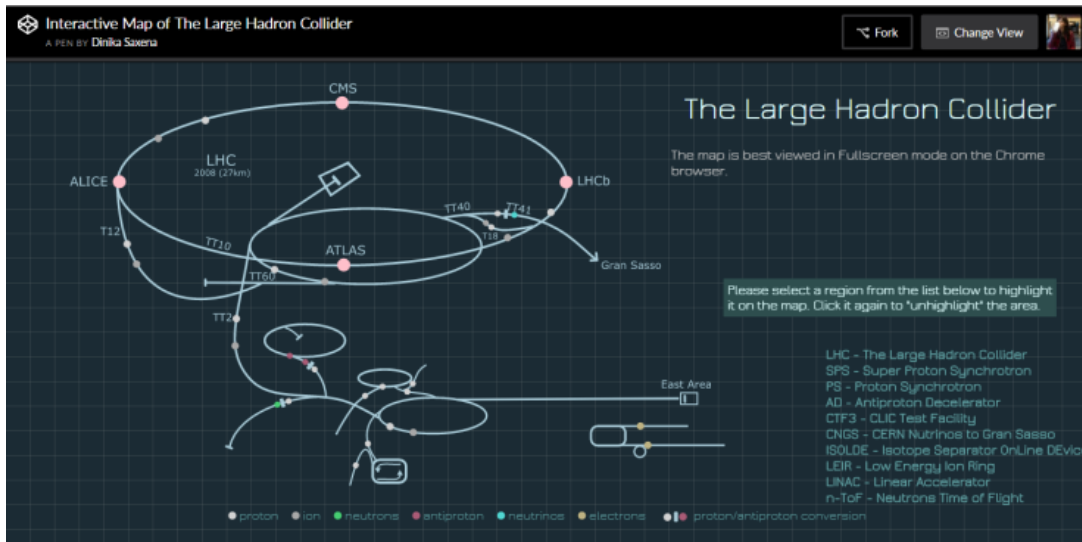 Interactive Map of The Large Hadron Collider
A PEN BY Dinika Saxena
Fork
Change View
The Large Hadron Collider
The map is best viewed in Fullscreen mode on the Chrome
browser.
CMS
LHC
2008 (27km)
ALICE
LHCb
TT40
TT41
T12
TT10
T18
ATLAS
Gran Sasso
TT60
TT2
East Area
Please select a region from the list below to highlight
it on the map. Click it again to "unhighlight" the area.
LHC - The Large Hadron Collider
SPS - Super Proton Synchrotron
PS - Proton Synchrotron
AD - Antiproton Decelerator
CTF3 - CLIC Test Facility
CNGS - CERN Nutrinos to Gran Sasso
ISOLDE - Isotope Separator OnLine DEvic
LEIR - Low Energy Ion Ring
LINAC - Linear Accelerator
n-ToF - Neutrons Time of Flight
proton ion neutrons antiproton neutrinos electrons proton/antiproton conversion